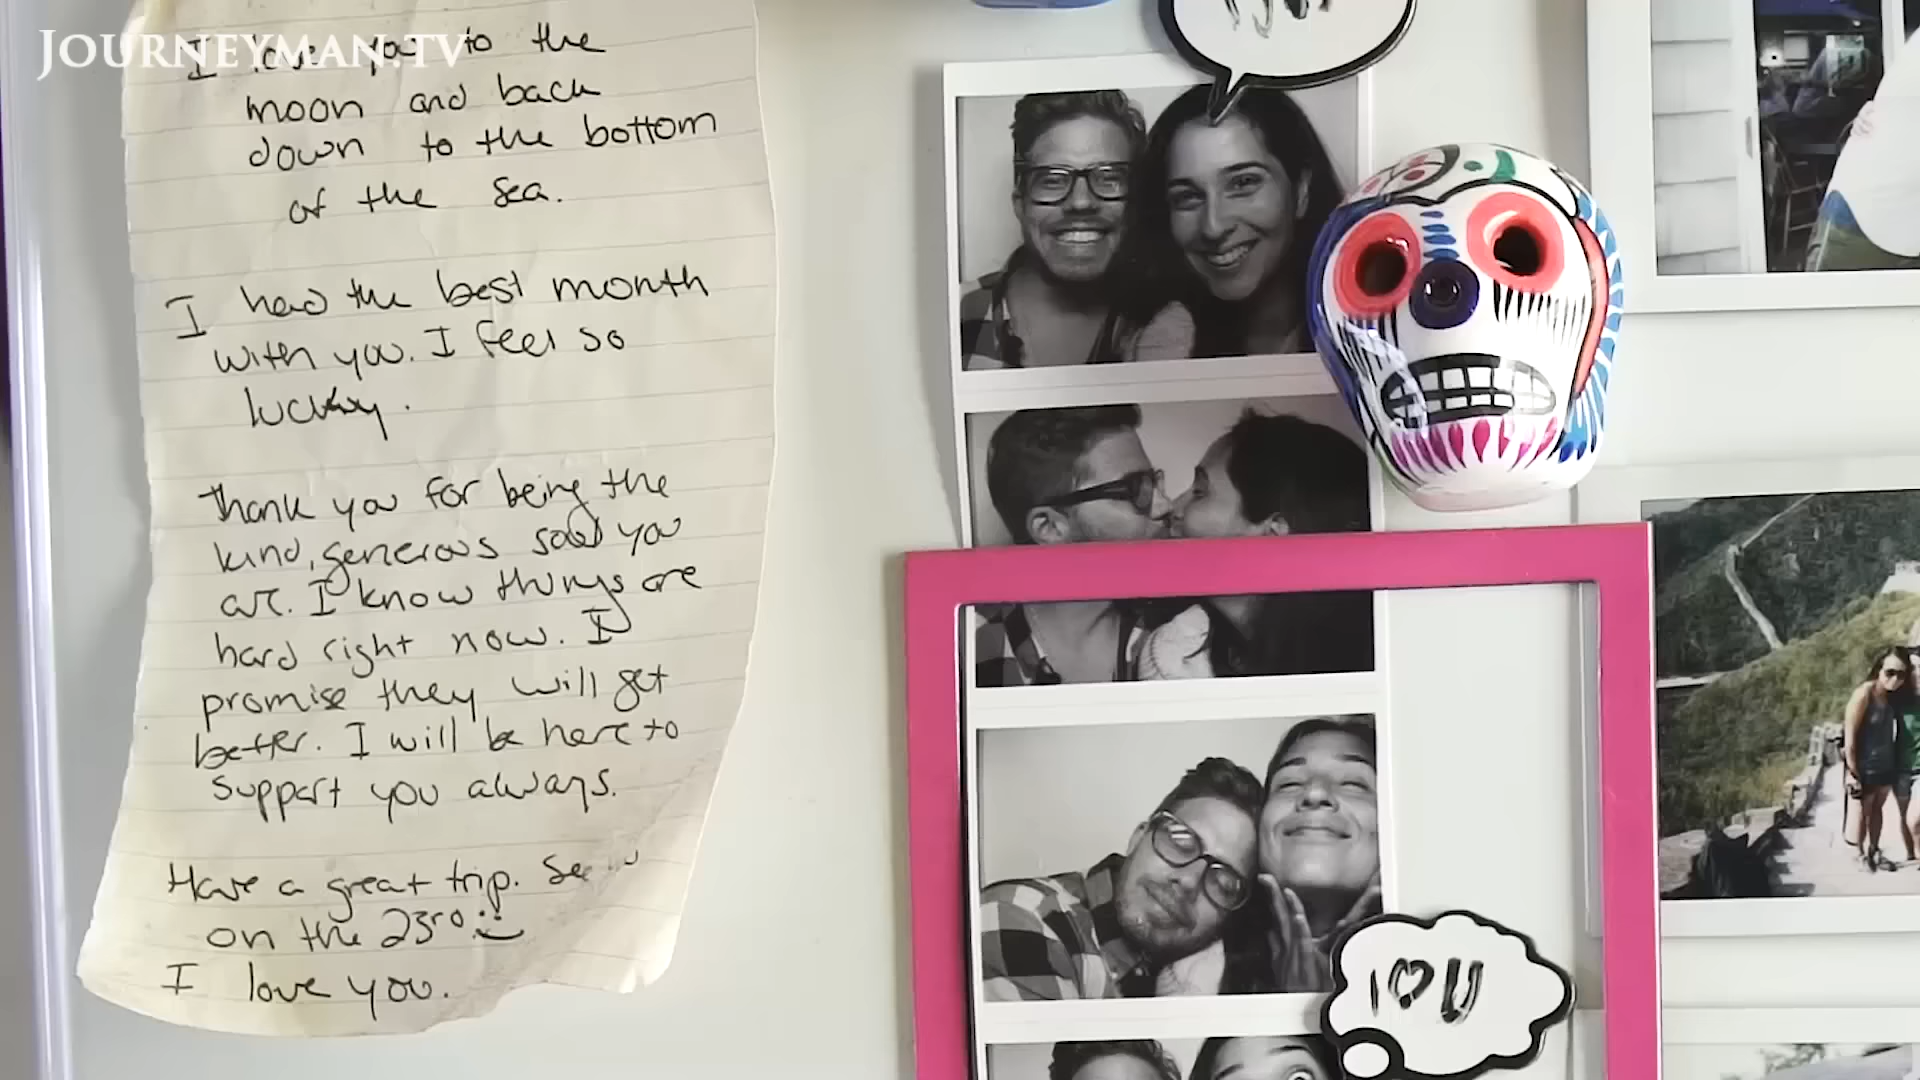 JOURNEYMAN.TV
I love you to the
moon and back
down to the bottom
of the sea.
I had the best month
with you. I feel so
lucky.
Thank you for being the
kind, generous soul you
are. I know things are
hard right now. I
promise they will get
better. I will be here to
support you always.
Have a great trip. See
on the 23rd :)
I love you.
I ♡ U